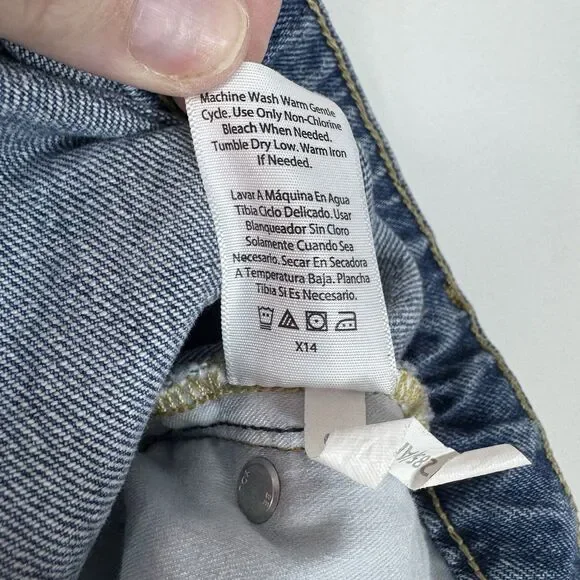 Machine Wash Warm Gentle
Cycle. Use Only Non-Chlorine
Bleach When Needed.
Tumble Dry Low. Warm Iron
If Needed.
Lavar A Máquina En Agua
Tibia Ciclo Delicado. Usar
Blanqueador Sin Cloro
Solamente Cuando Sea
Necesario. Secar En Secadora
A Temperatura Baja. Plancha
Tibia Si Es Necesario.
X14